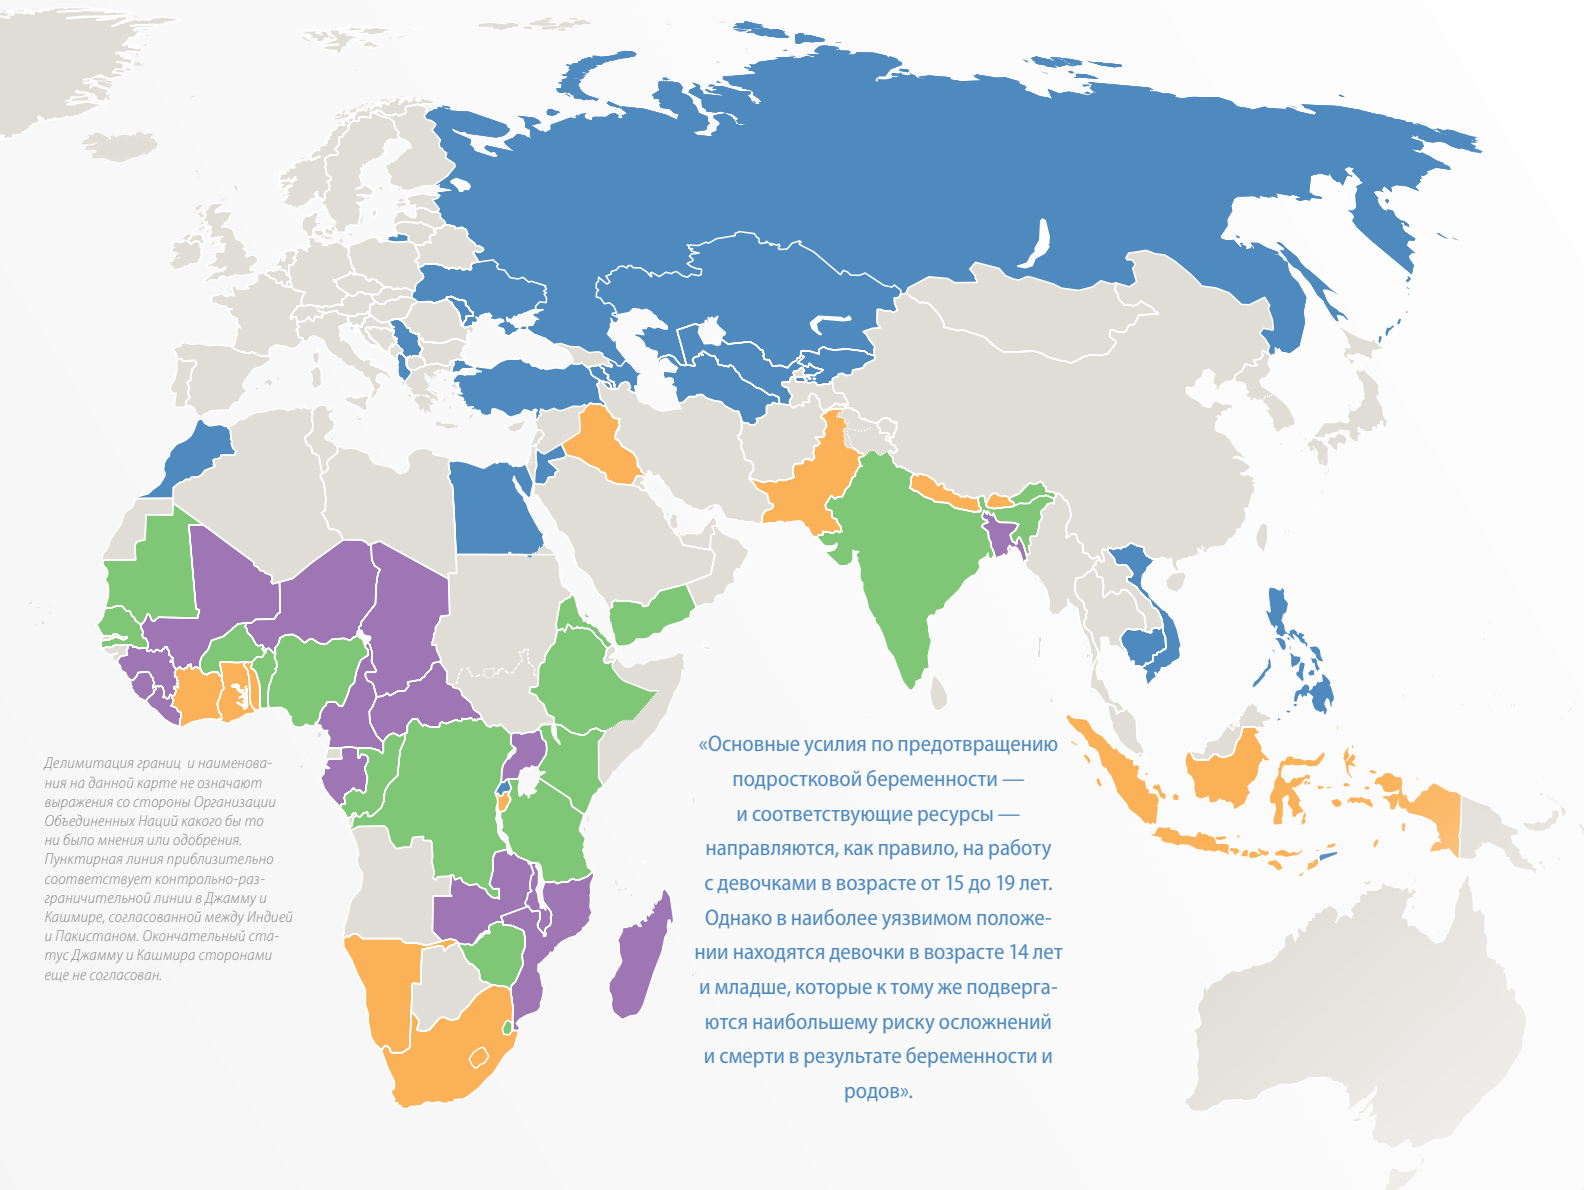 «Основные усилия по предотвращению
подростковой беременности —
и соответствующие ресурсы —
направляются, как правило, на работу
с девочками в возрасте от 15 до 19 лет.
Однако в наиболее уязвимом положе-
нии находятся девочки в возрасте 14 лет
и младше, которые к тому же подверга-
ются наибольшему риску осложнений
и смерти в результате беременности и
родов».
Делимитация границ и наименова-
ния на данной карте не означают
выражения со стороны Организации
Объединенных Наций какого бы то
ни было мнения или одобрения.
Пунктирная линия приблизительно
соответствует контрольно-раз-
граничительной линии в Джамму и
Кашмире, согласованной между Индией
и Пакистаном. Окончательный ста-
тус Джамму и Кашмира сторонами
еще не согласован.